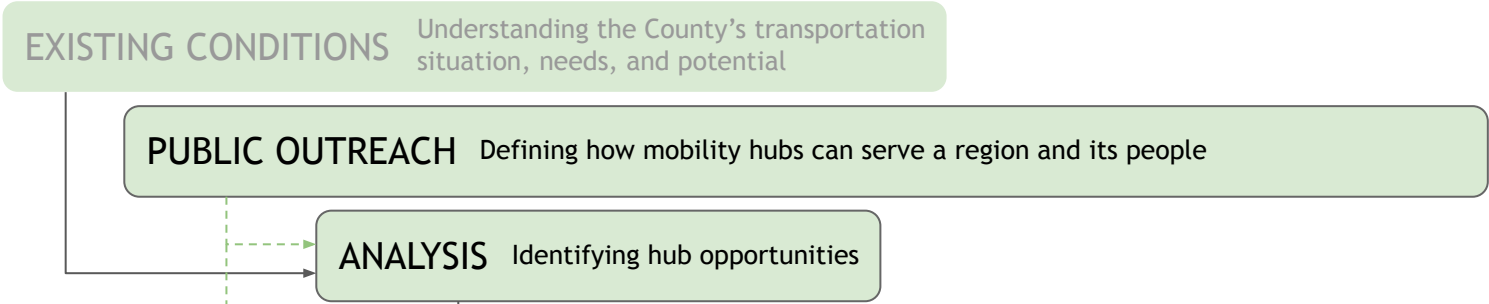 EXISTING CONDITIONS
Understanding the County’s transportation
situation, needs, and potential
PUBLIC OUTREACH Defining how mobility hubs can serve a region and its people
ANALYSIS Identifying hub opportunities